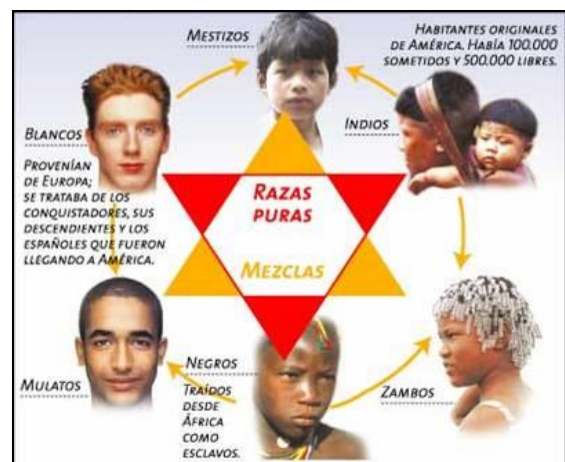 MESTIZOS
HABITANTES ORIGINALES
DE AMÉRICA. HABÍA 100.000
SOMETIDOS Y 500.000 LIBRES.
BLANCOS
INDIOS
PROVENÍAN
DE EUROPA;
SE TRATABA DE LOS
CONQUISTADORES, SUS
DESCENDIENTES Y LOS
ESPAÑOLES QUE FUERON
LLEGANDO A AMÉRICA.
RAZAS
PURAS
MEZCLAS
MULATOS
NEGROS
TRAÍDOS
DESDE
ÁFRICA
COMO
ESCLAVOS.
ZAMBOS